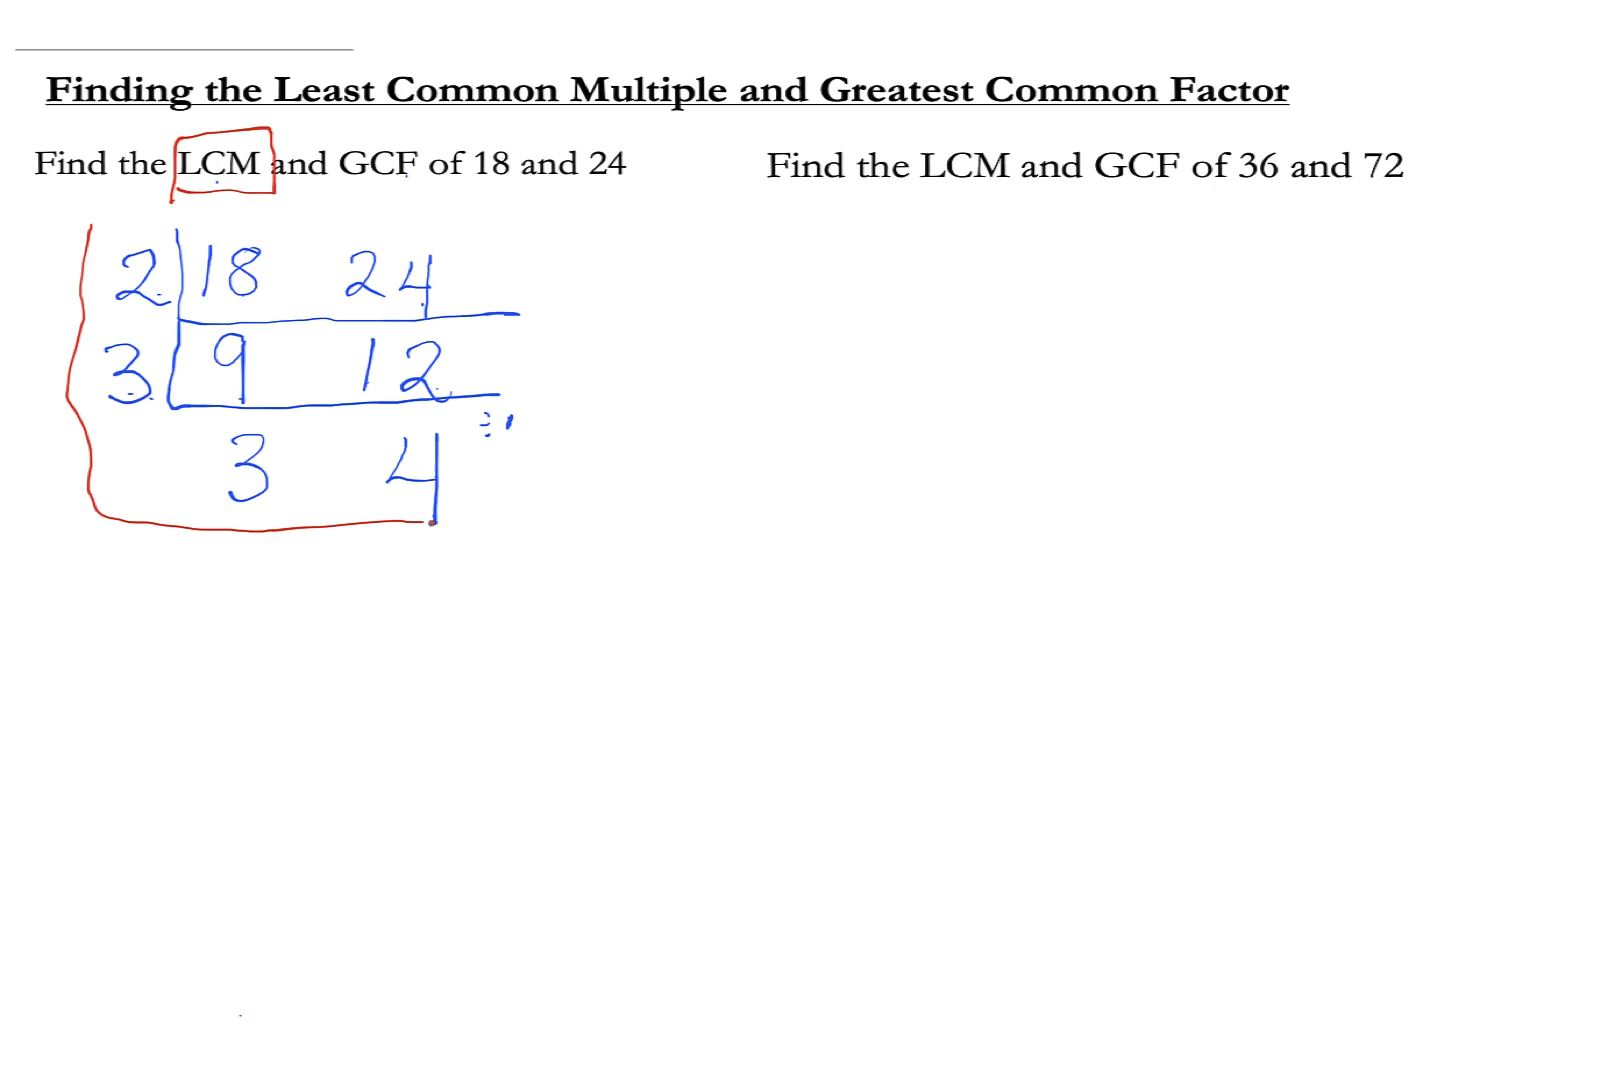 Finding the Least Common Multiple and Greatest Common Factor
Find the LCM and GCF of 18 and 24
Find the LCM and GCF of 36 and 72
2 18 24
3 9 12
3 4